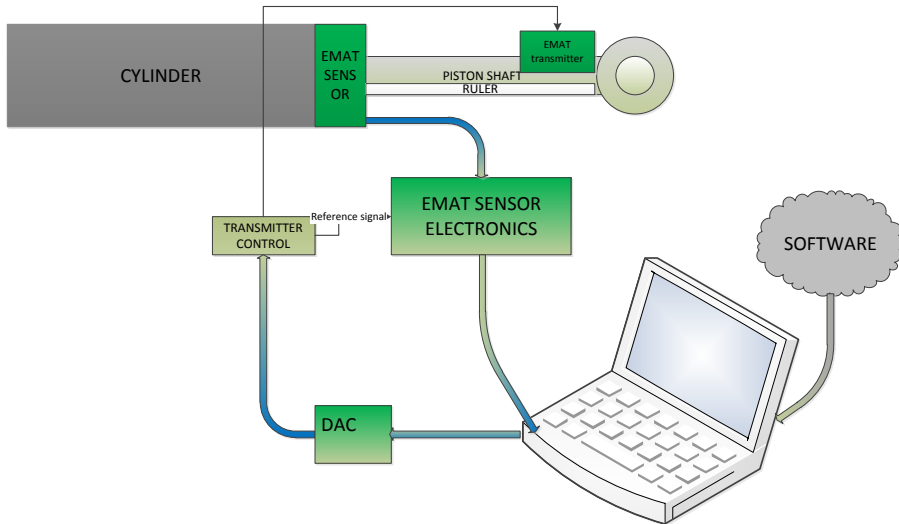 CYLINDER
EMAT
SENS
OR
EMAT
transmitter
PISTON SHAFT
RULER
EMAT SENSOR
ELECTRONICS
Reference signal
TRANSMITTER
CONTROL
SOFTWARE
DAC